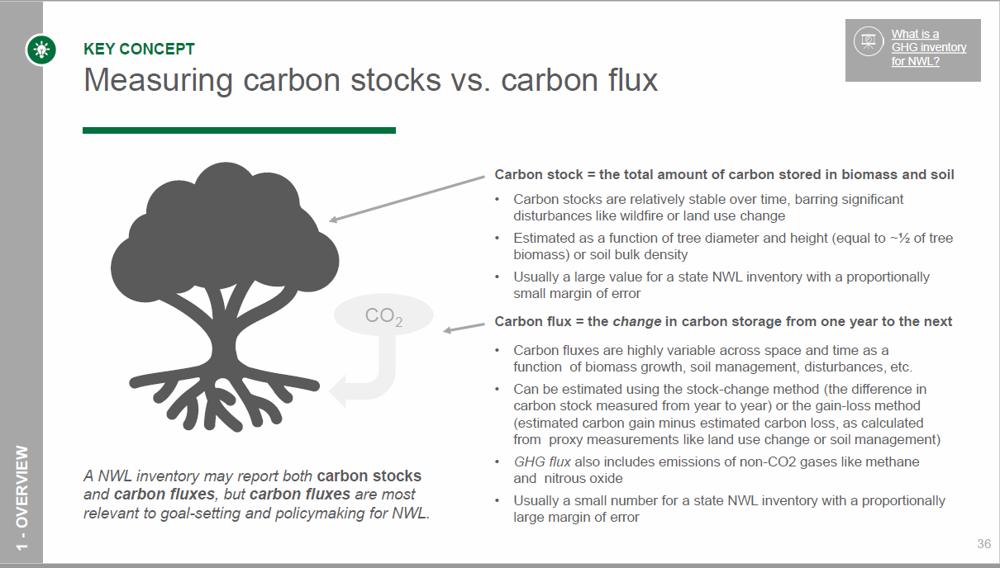 KEY CONCEPT
Measuring carbon stocks vs. carbon flux
What is a
GHG inventory
for NWL?
Carbon stock = the total amount of carbon stored in biomass and soil
• Carbon stocks are relatively stable over time, barring significant
disturbances like wildfire or land use change
• Estimated as a function of tree diameter and height (equal to ~½ of tree
biomass) or soil bulk density
• Usually a large value for a state NWL inventory with a proportionally
small margin of error
CO2
Carbon flux = the change in carbon storage from one year to the next
• Carbon fluxes are highly variable across space and time as a
function of biomass growth, soil management, disturbances, etc.
• Can be estimated using the stock-change method (the difference in
carbon stock measured from year to year) or the gain-loss method
(estimated carbon gain minus estimated carbon loss, as calculated
from proxy measurements like land use change or soil management)
• GHG flux also includes emissions of non-CO2 gases like methane
and nitrous oxide
• Usually a small number for a state NWL inventory with a proportionally
large margin of error
A NWL inventory may report both carbon stocks
and carbon fluxes, but carbon fluxes are most
relevant to goal-setting and policymaking for NWL.
1 - OVERVIEW
36